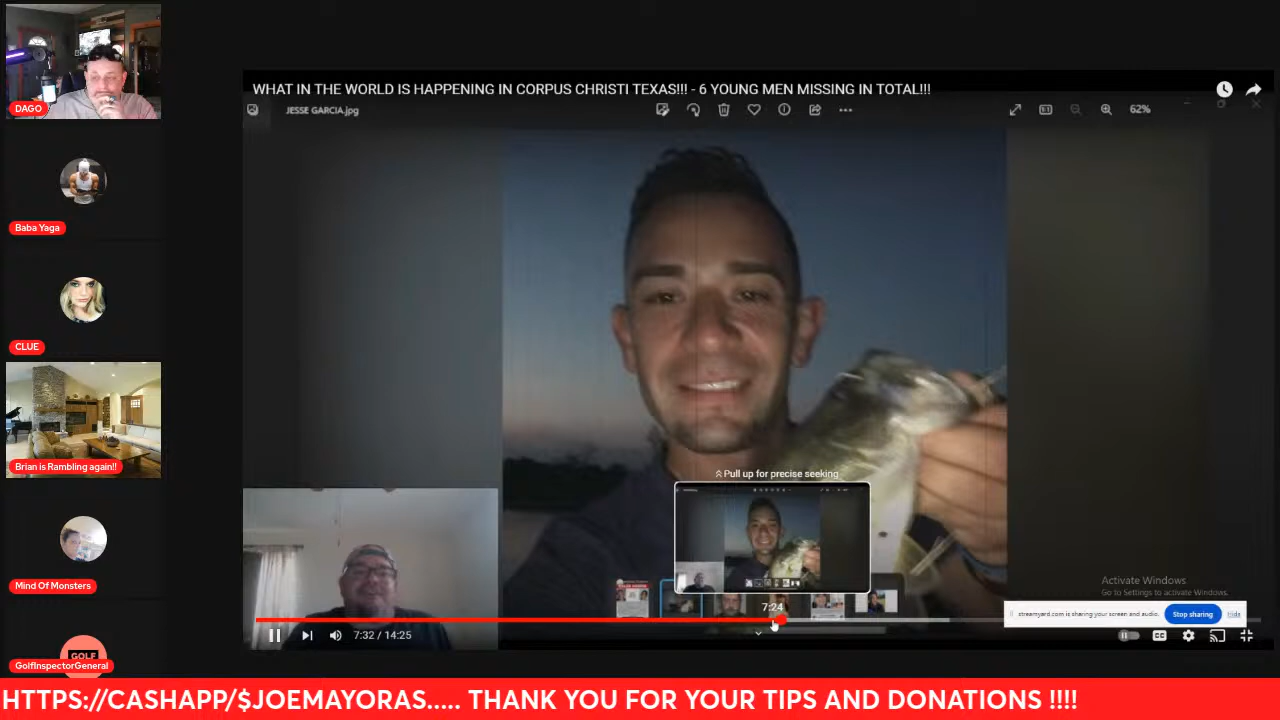 DAGO
Baba Yaga
CLUE
Brian is Rambling again!!
Mind Of Monsters
GOLF
GolfInspectorGeneral
WHAT IN THE WORLD IS HAPPENING IN CORPUS CHRISTI TEXAS!!! - 6 YOUNG MEN MISSING IN TOTAL!!!
JESSE GARCIA.jpg
62%
Pull up for precise seeking
7:24
7:32 / 14:25
Activate Windows
Go to Settings to activate Windows.
streamyard.com is sharing your screen and audio.
Stop sharing
Hide
CC
HTTPS://CASHAPP/$JOEMAYORAS..... THANK YOU FOR YOUR TIPS AND DONATIONS !!!!